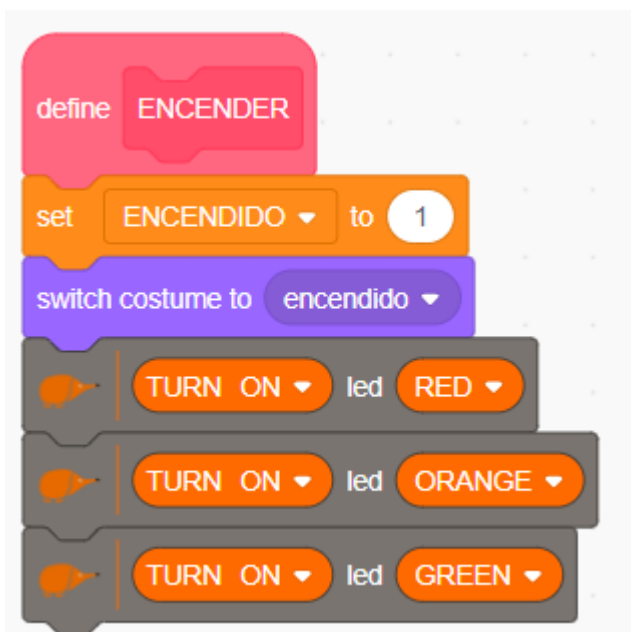 define ENCENDER
set ENCENDIDO to 1
switch costume to encendido
TURN ON led RED
TURN ON led ORANGE
TURN ON led GREEN